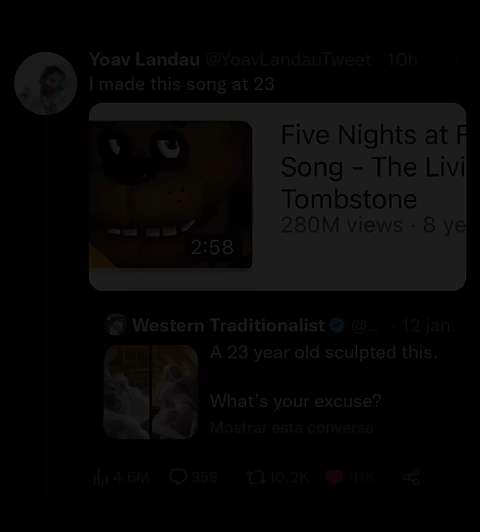 Yoav Landau @YoavLandauTweet · 10h
I made this song at 23
Five Nights at F
Song - The Livi
Tombstone
280M views · 8 ye
2:58
Western Traditionalist @... · 12 jan.
A 23 year old sculpted this.
What's your excuse?
Mostrar esta conversa
4.6M 359 10.2K